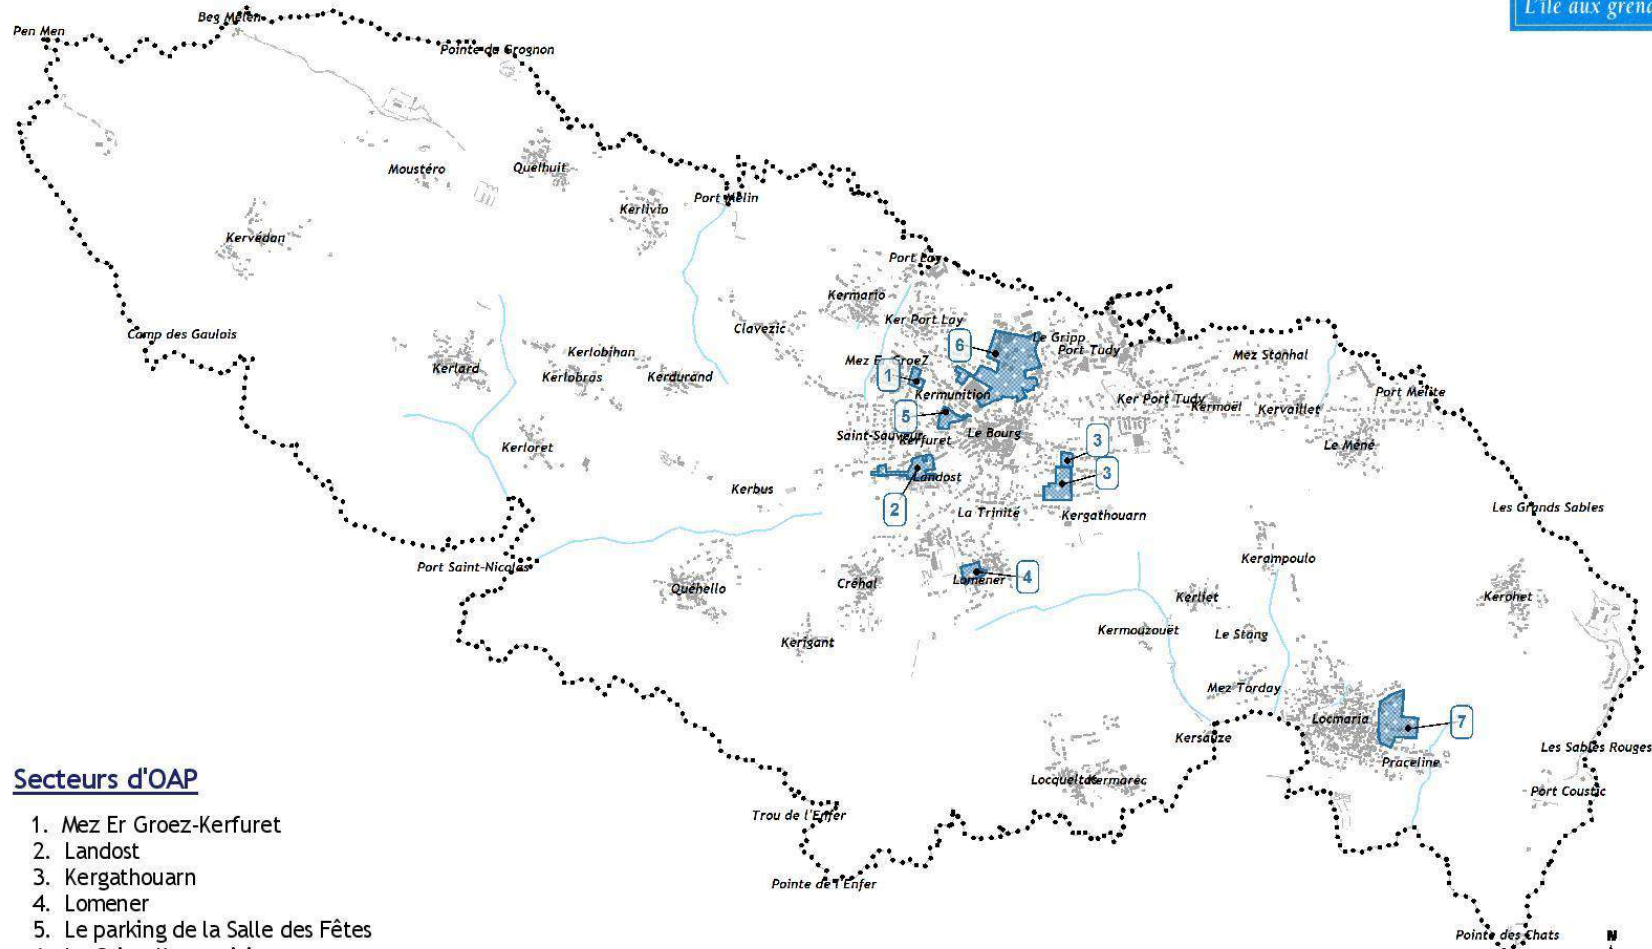 L'île aux
Beg Melen
Pen Men
Pointe du Grognon
Moustéro
Quelhuit
Port Melin
Kerlivio
Kervédan
Port Lay
Kermario
Ker Port Lay
Clavezic
Camp des Gaulois
6
Le Gripp
Port Tudy
Mez Stanhal
Kerlobihan
Mez Er GroeZ
Kerlard
Kerlobras
Kerdurand
1
Kermunition
Port Mélite
Ker Port Tudy
Kermoël
Kervaillet
5
Saint-Sauveur
Kerfuret
Le Bourg
3
Le Méné
Kerloret
3
Landost
Kerbus
2
La Trinité
Kergathouarn
Les Grands Sables
Port Saint-Nicolas
Kerampoulo
Quéhello
Créhal
Lomener
4
Kerliet
Kerohet
Kerigant
Kermouzouët
Le Stang
Mez Torday
Locmaria
7
Kersauze
Les Sables Rouges
Praceline
Locqueltas
Kermarec
Port Coustic
Trou de l'Enfer
Pointe de l'Enfer
Pointe des Chats
N
Secteurs d'OAP
1. Mez Er Groez-Kerfuret
2. Landost
3. Kergathouarn
4. Lomener
5. Le parking de la Salle des Fêtes